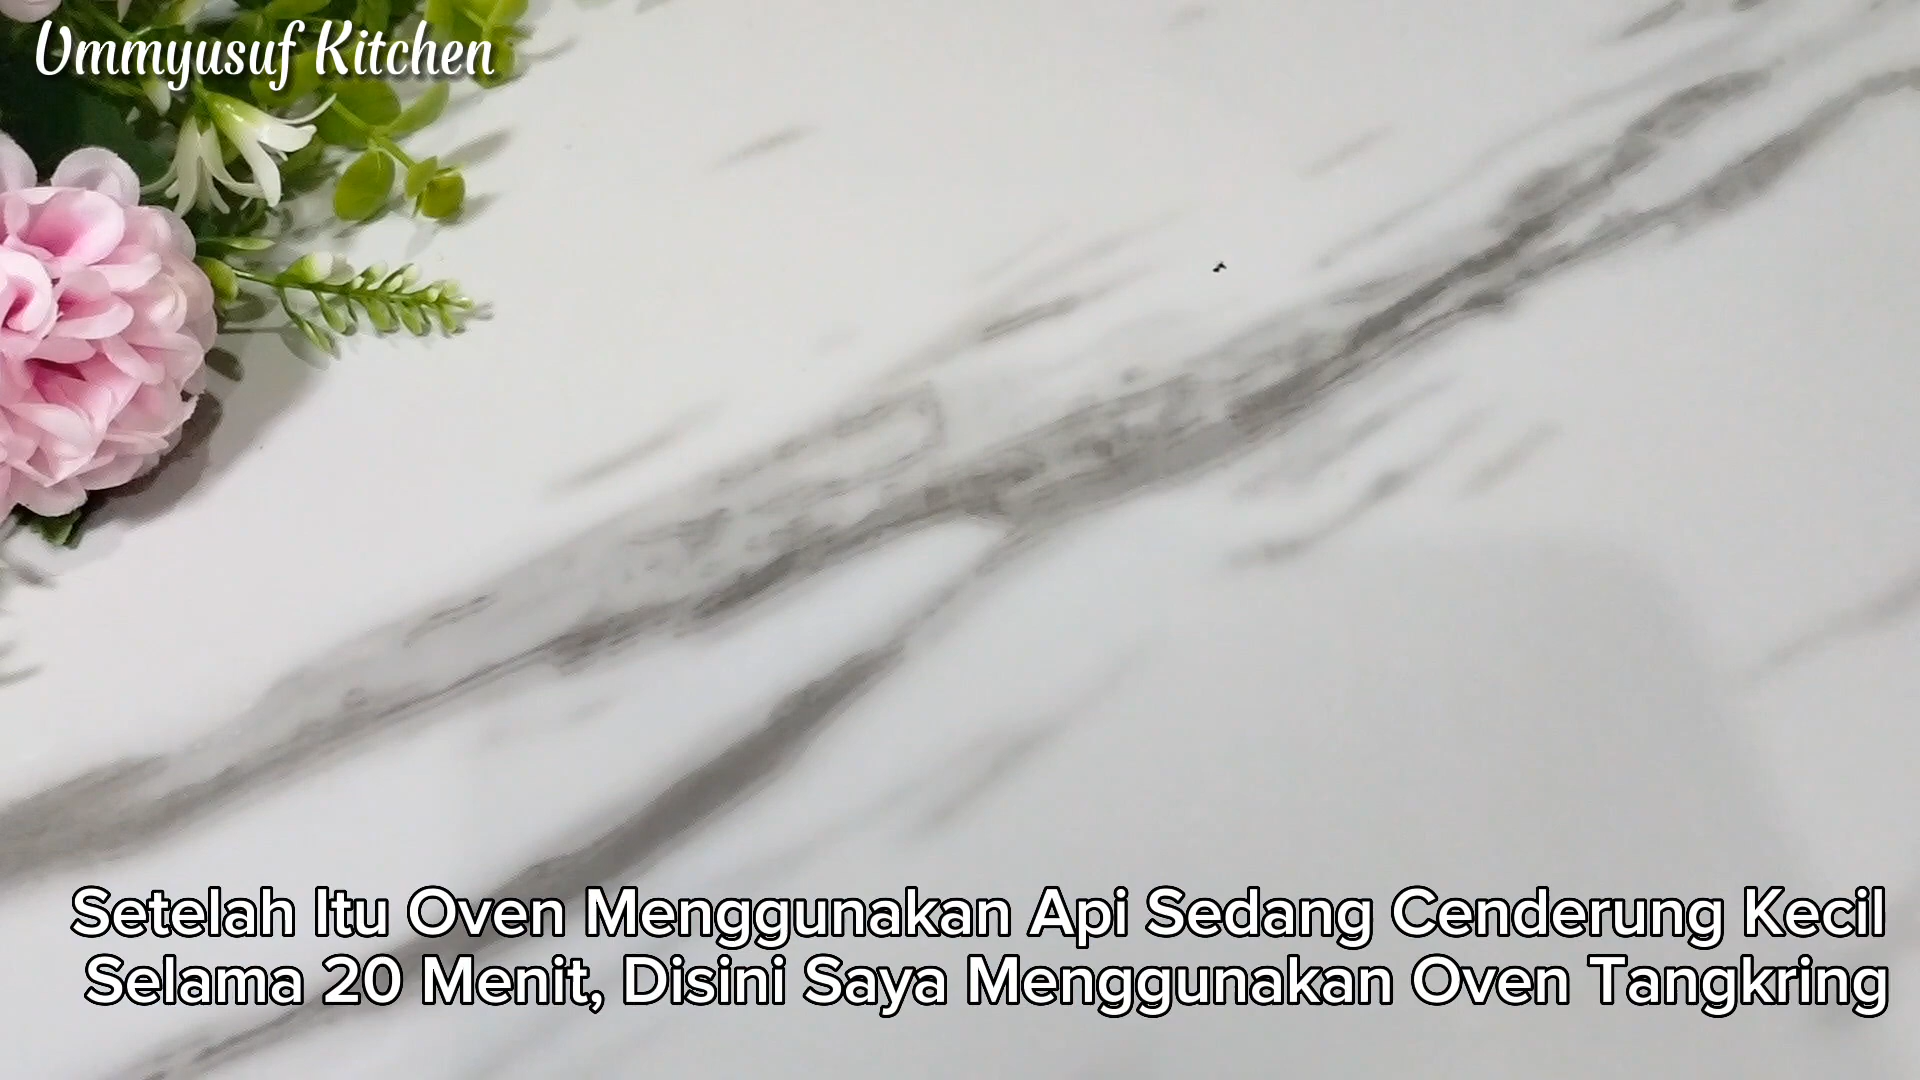 Ummyusuf Kitchen
Setelah Itu Oven Menggunakan Api Sedang Cenderung Kecil
Selama 20 Menit, Disini Saya Menggunakan Oven Tangkring